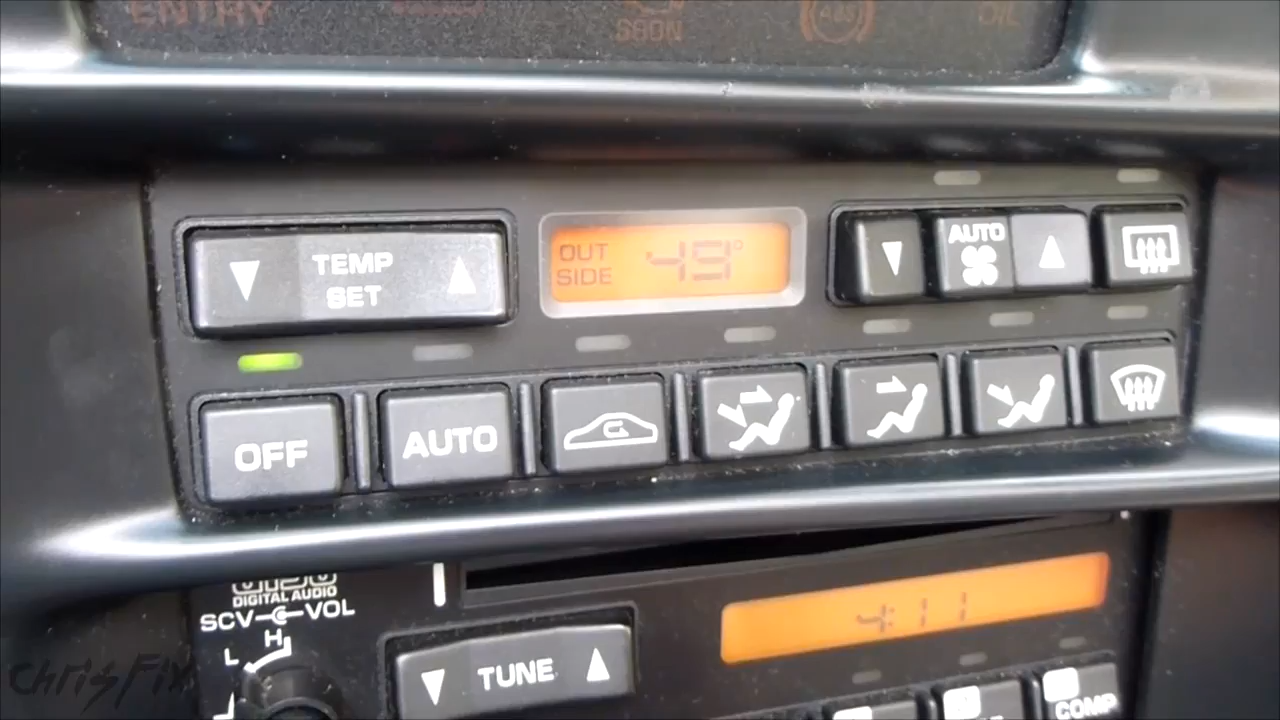 ENTRY
SOON
ABS
OIL
TEMP
SET
OUT
SIDE
49°
AUTO
OFF
AUTO
DIGITAL AUDIO
SCV
VOL
H
L
TUNE
4:11
COMP
ChrisFix